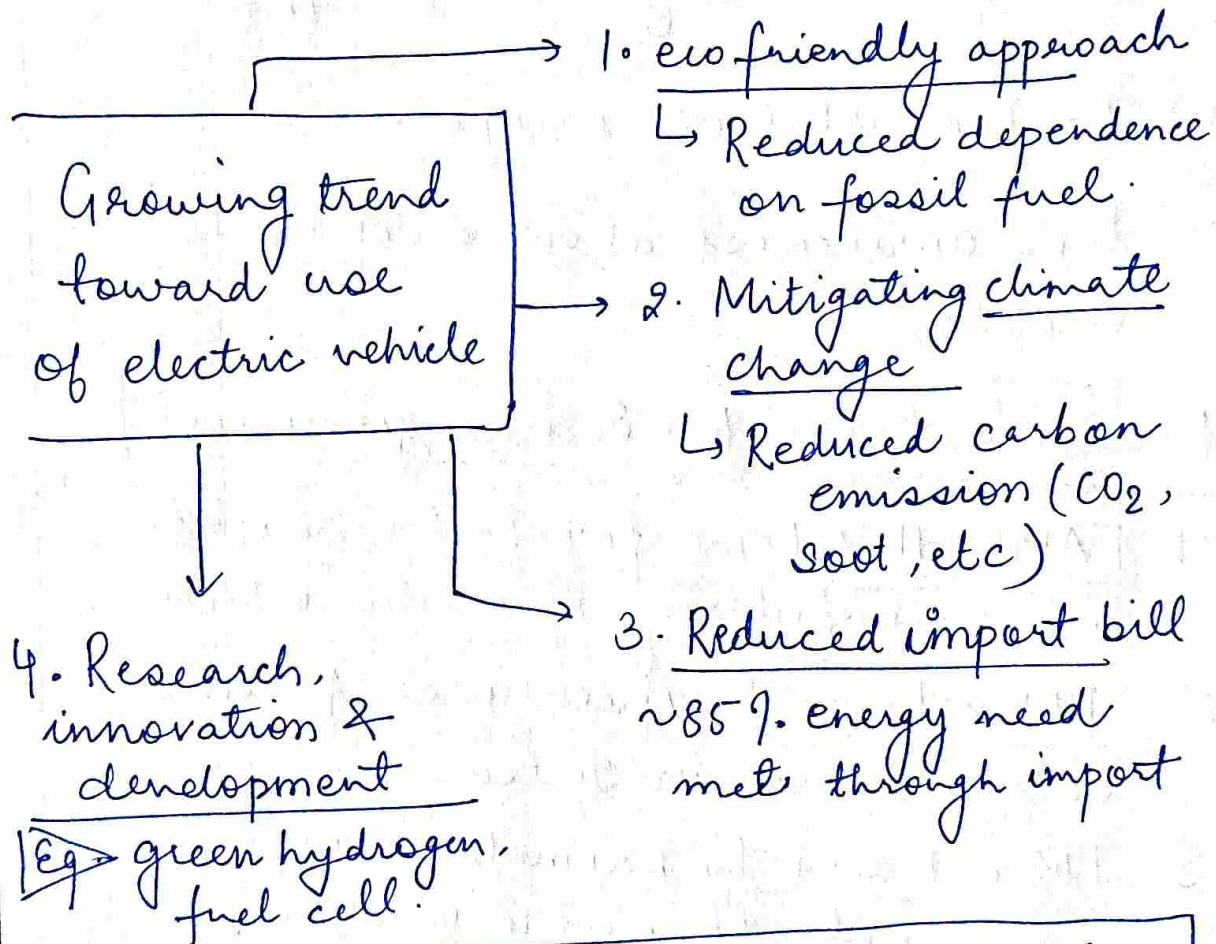 Growing trend
toward use
of electric vehicle
1. eco friendly approach
↳ Reduced dependence
on fossil fuel.
2. Mitigating climate
change
↳ Reduced carbon
emission (CO₂,
soot, etc)
3. Reduced import bill
~85% energy need
met through import
4. Research,
innovation &
development
Eg green hydrogen,
fuel cell.